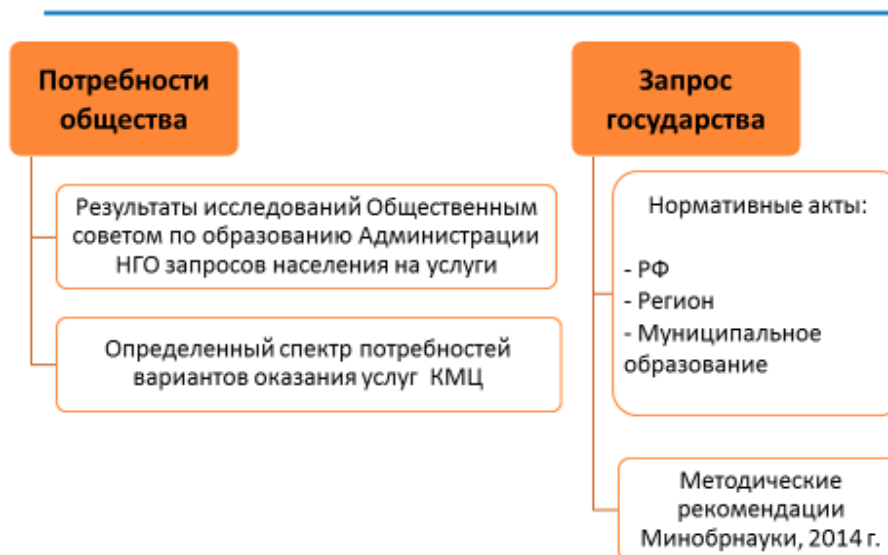 Потребности
общества
Результаты исследований Общественным
советом по образованию Администрации
НГО запросов населения на услуги
Определенный спектр потребностей
вариантов оказания услуг КМЦ
Запрос
государства
Нормативные акты:
- РФ
- Регион
- Муниципальное
образование
Методические
рекомендации
Минобрнауки, 2014 г.